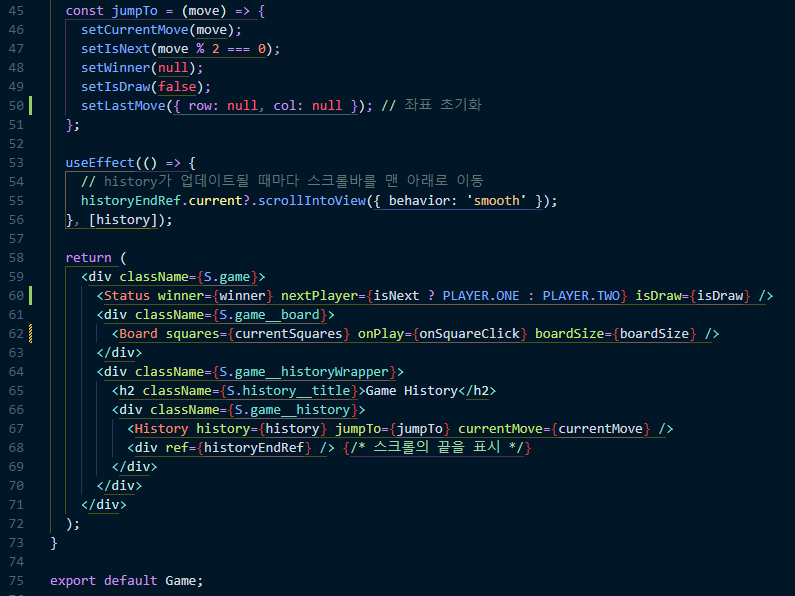 45 const jumpTo = (move) => {
46 setCurrentMove(move);
47 setIsNext(move % 2 === 0);
48 setWinner(null);
49 setIsDraw(false);
50 setLastMove({ row: null, col: null }); // 좌표 초기화
51 };
52
53 useEffect(() => {
54 // history가 업데이트될 때마다 스크롤바를 맨 아래로 이동
55 historyEndRef.current?.scrollIntoView({ behavior: 'smooth' });
56 }, [history]);
57
58 return (
59 <div className={S.game}>
60 <Status winner={winner} nextPlayer={isNext ? PLAYER.ONE : PLAYER.TWO} isDraw={isDraw} />
61 <div className={S.game__board}>
62 <Board squares={currentSquares} onPlay={onSquareClick} boardSize={boardSize} />
63 </div>
64 <div className={S.game__historyWrapper}>
65 <h2 className={S.history__title}>Game History</h2>
66 <div className={S.game__history}>
67 <History history={history} jumpTo={jumpTo} currentMove={currentMove} />
68 <div ref={historyEndRef} /> {/* 스크롤의 끝을 표시 */}
69 </div>
70 </div>
71 </div>
72 );
73 }
74
75 export default Game;